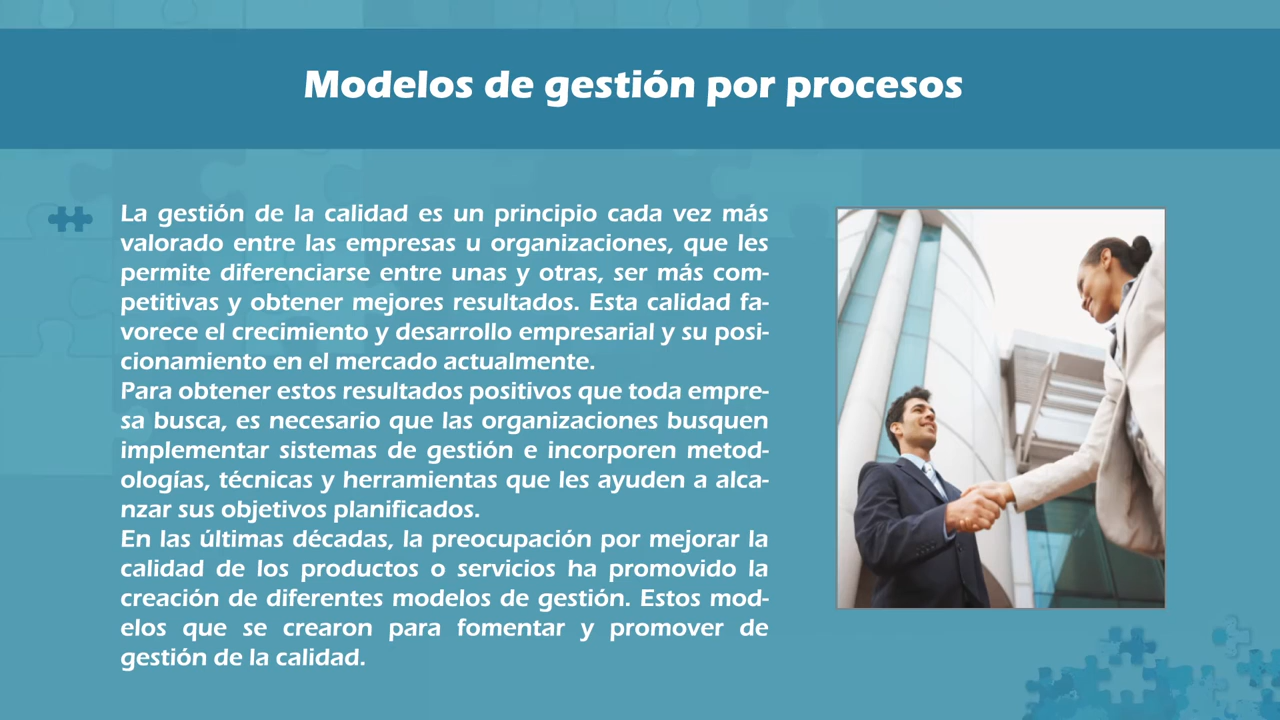 Modelos de gestión por procesos
La gestión de la calidad es un principio cada vez más
valorado entre las empresas u organizaciones, que les
permite diferenciarse entre unas y otras, ser más com-
petitivas y obtener mejores resultados. Esta calidad fa-
vorece el crecimiento y desarrollo empresarial y su posi-
cionamiento en el mercado actualmente.
Para obtener estos resultados positivos que toda empre-
sa busca, es necesario que las organizaciones busquen
implementar sistemas de gestión e incorporen metod-
ologías, técnicas y herramientas que les ayuden a alca-
nzar sus objetivos planificados.
En las últimas décadas, la preocupación por mejorar la
calidad de los productos o servicios ha promovido la
creación de diferentes modelos de gestión. Estos mod-
elos que se crearon para fomentar y promover de
gestión de la calidad.